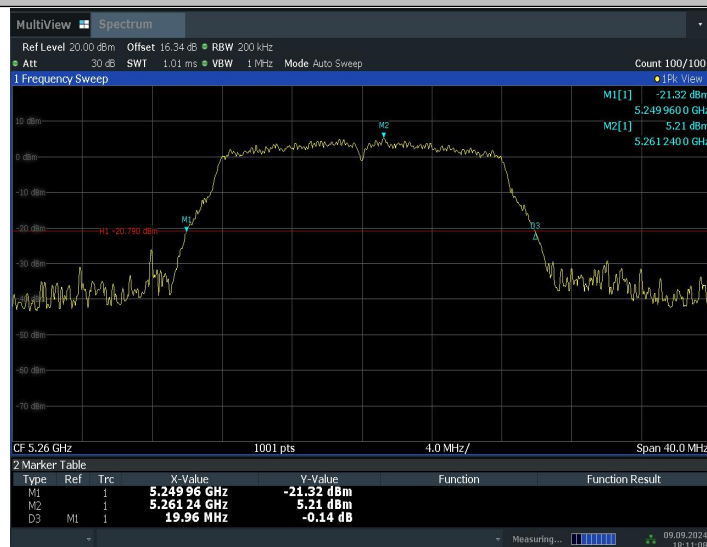 MultiView Spectrum
Ref Level 20.00 dBm Offset 16.34 dB RBW 200 kHz
Att 30 dB SWT 1.01 ms VBW 1 MHz Mode Auto Sweep Count 100/100
1 Frequency Sweep 1Pk View
M1[1] -21.32 dBm
5.249 960 0 GHz
M2[1] 5.21 dBm
5.261 240 0 GHz
10 dBm
M2
0 dBm
-10 dBm
M1
-20 dBm
H1 -20.790 dBm
D3
-30 dBm
-40 dBm
-50 dBm
-60 dBm
-70 dBm
CF 5.26 GHz 1001 pts 4.0 MHz/ Span 40.0 MHz
2 Marker Table
Type Ref Trc X-Value Y-Value Function Function Result
M1 1 5.249 96 GHz -21.32 dBm
M2 1 5.261 24 GHz 5.21 dBm
D3 M1 1 19.96 MHz -0.14 dB
Measuring... 09.09.2024
18:11:09